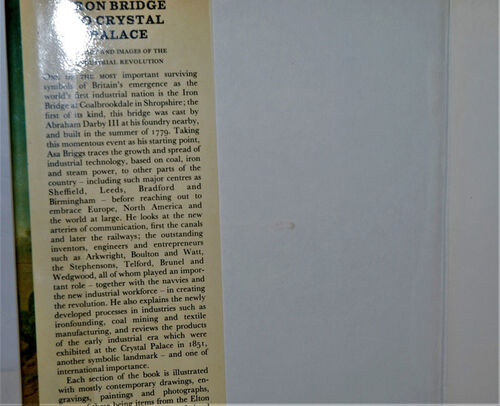 IRON BRIDGE
TO CRYSTAL
PALACE
AND IMAGES OF THE
INDUSTRIAL REVOLUTION
One of the most important surviving
symbols of Britain's emergence as the
world's first industrial nation is the Iron
Bridge at Coalbrookdale in Shropshire; the
first of its kind, this bridge was cast by
Abraham Darby III at his foundry nearby,
and built in the summer of 1779. Taking
this momentous event as his starting point,
Asa Briggs traces the growth and spread of
industrial technology, based on coal, iron
and steam power, to other parts of the
country – including such major centres as
Sheffield, Leeds, Bradford and
Birmingham – before reaching out to
embrace Europe, North America and
the world at large. He looks at the new
arteries of communication, first the canals
and later the railways; the outstanding
inventors, engineers and entrepreneurs
such as Arkwright, Boulton and Watt,
the Stephensons, Telford, Brunel and
Wedgwood, all of whom played an impor-
tant role – together with the navvies and
the new industrial workforce – in creating
the revolution. He also explains the newly
developed processes in industries such as
ironfounding, coal mining and textile
manufacturing, and reviews the products
of the early industrial era which were
exhibited at the Crystal Palace in 1851,
another symbolic landmark – and one of
international importance.
Each section of the book is illustrated
with mostly contemporary drawings, en-
gravings, paintings and photographs,
of these being items from the Elton